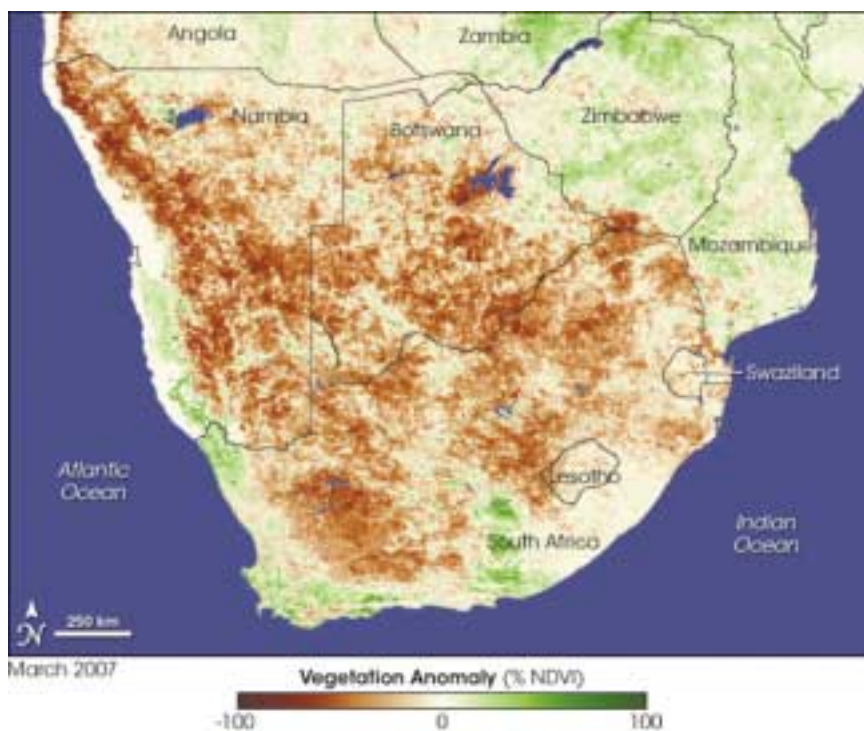 Angola
Zambia
Nambia
Botswana
Zimbabwe
Mozambique
Swaziland
Lesotho
Atlantic
Ocean
South Africa
Indian
Ocean
N
250 km
March 2007
Vegetation Anomaly (% NDVI)
-100 0 100